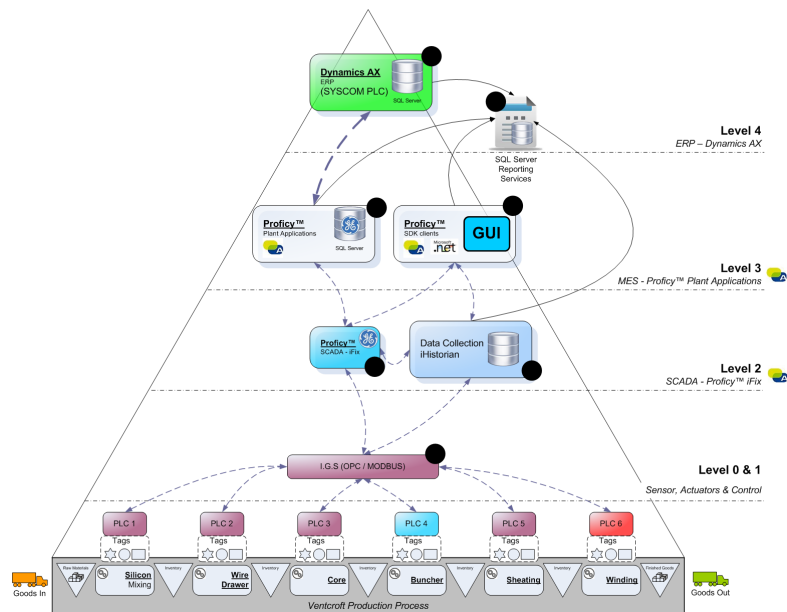 Dynamics AX
ERP
(SYSCOM PLC)
SQL Server
SQL Server
Reporting
Services
Level 4
ERP – Dynamics AX
Proficy™
Plant Applications
SQL Server
Proficy™
SDK clients
Microsoft
.net
GUI
Level 3
MES - Proficy™ Plant Applications
Proficy™
SCADA - iFix
Data Collection
iHistorian
Level 2
SCADA - Proficy™ iFix
I.G.S (OPC / MODBUS)
Level 0 & 1
Sensor, Actuators & Control
PLC 1
PLC 2
PLC 3
PLC 4
PLC 5
PLC 6
Tags
Tags
Tags
Tags
Tags
Tags
Goods In
Raw Materials
Silicon
Mixing
Inventory
Wire
Drawer
Inventory
Core
Inventory
Buncher
Inventory
Sheating
Inventory
Winding
Finished Goods
Goods Out
Ventcroft Production Process